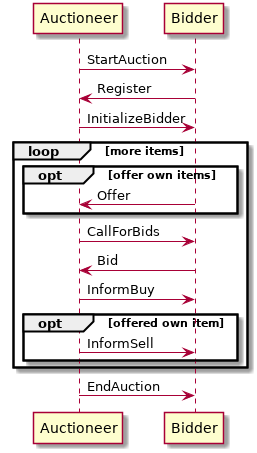 Auctioneer Bidder
StartAuction
Register
InitializeBidder
loop [more items]
opt [offer own items]
Offer
CallForBids
Bid
InformBuy
opt [offered own item]
InformSell
EndAuction
Auctioneer Bidder